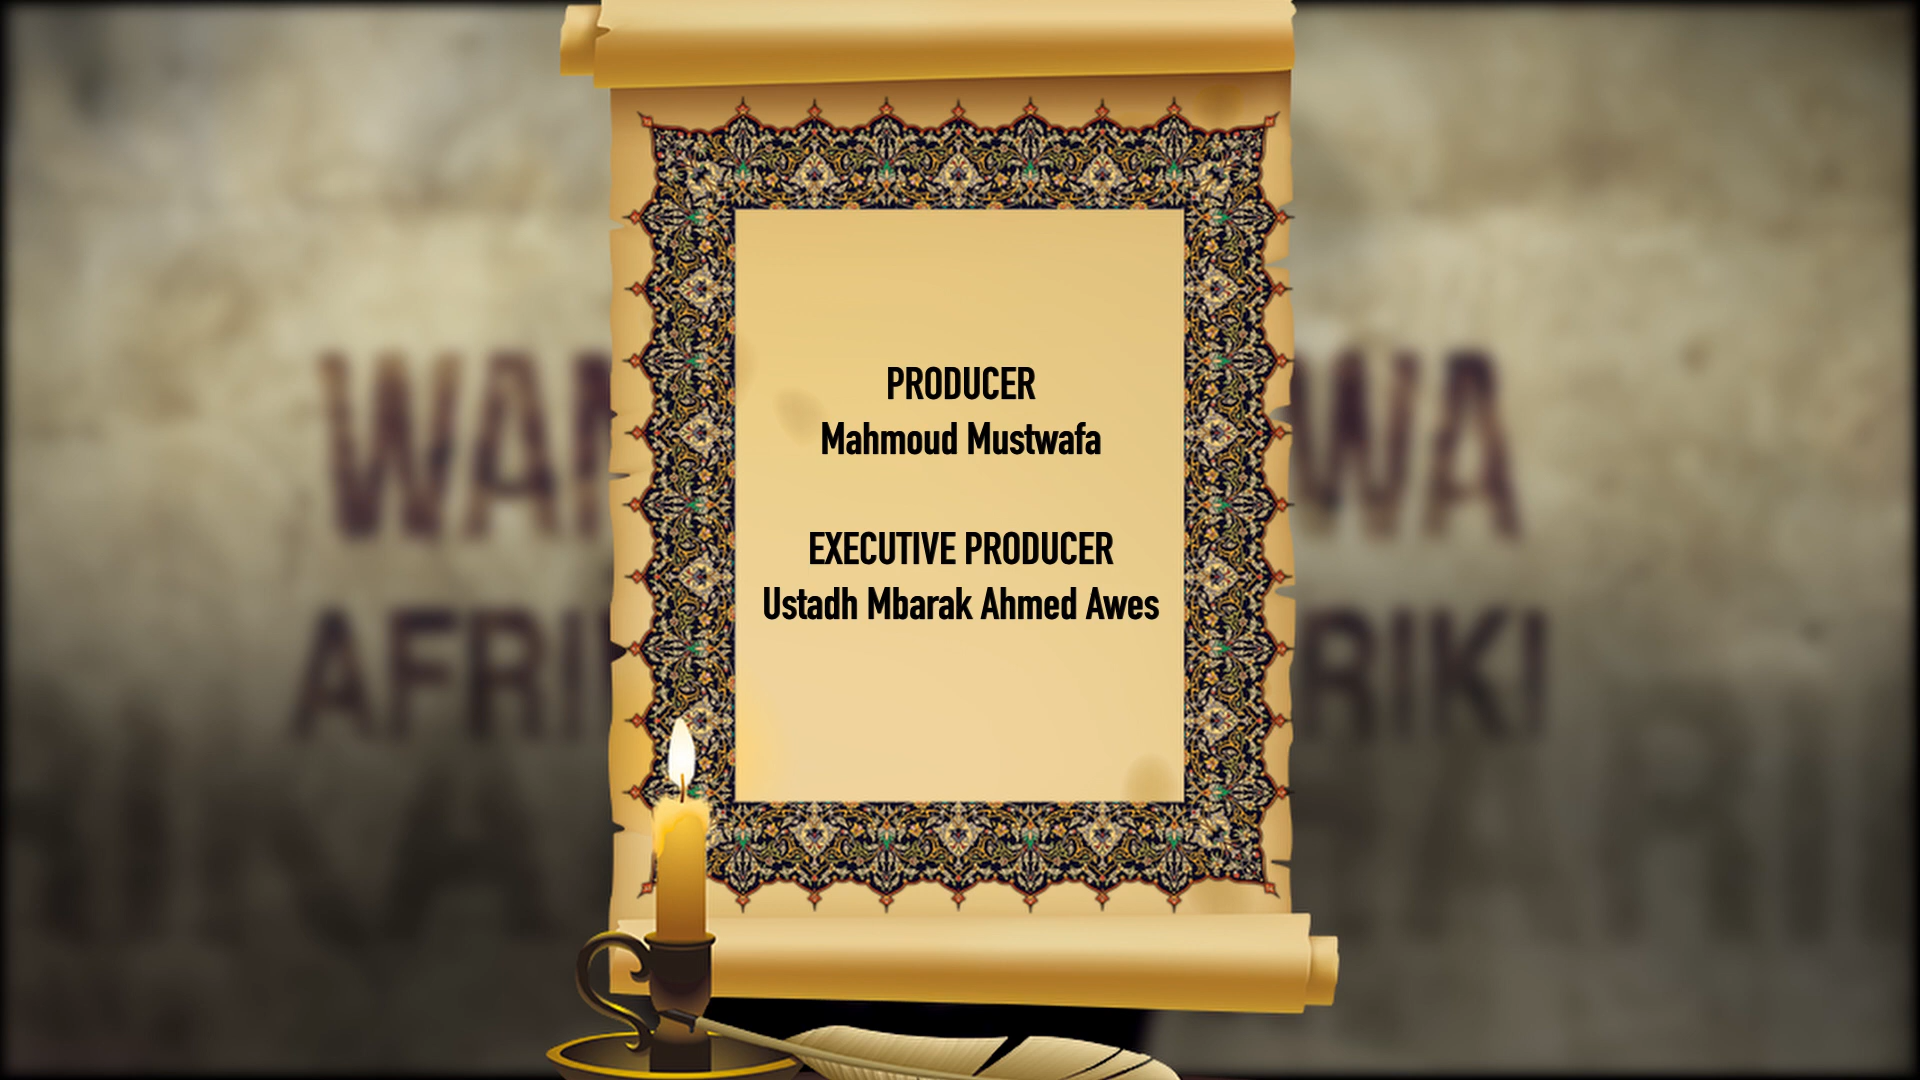 PRODUCER
Mahmoud Mustwafa
EXECUTIVE PRODUCER
Ustadh Mbarak Ahmed Awes